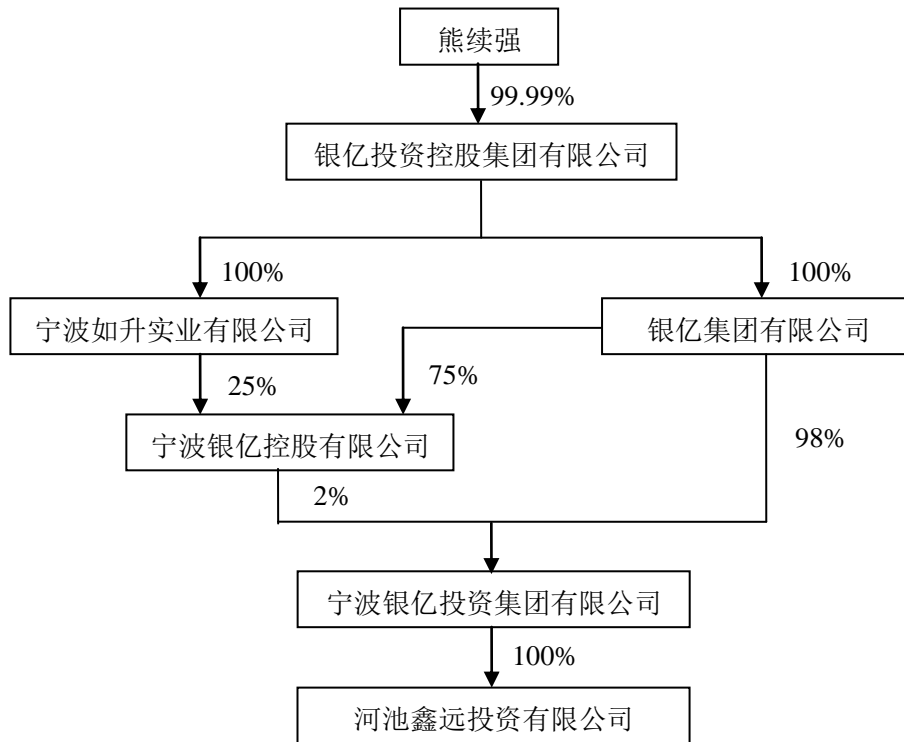 熊续强
99.99%
银亿投资控股集团有限公司
100%
100%
宁波如升实业有限公司
银亿集团有限公司
25%
75%
宁波银亿控股有限公司
98%
2%
宁波银亿投资集团有限公司
100%
河池鑫远投资有限公司